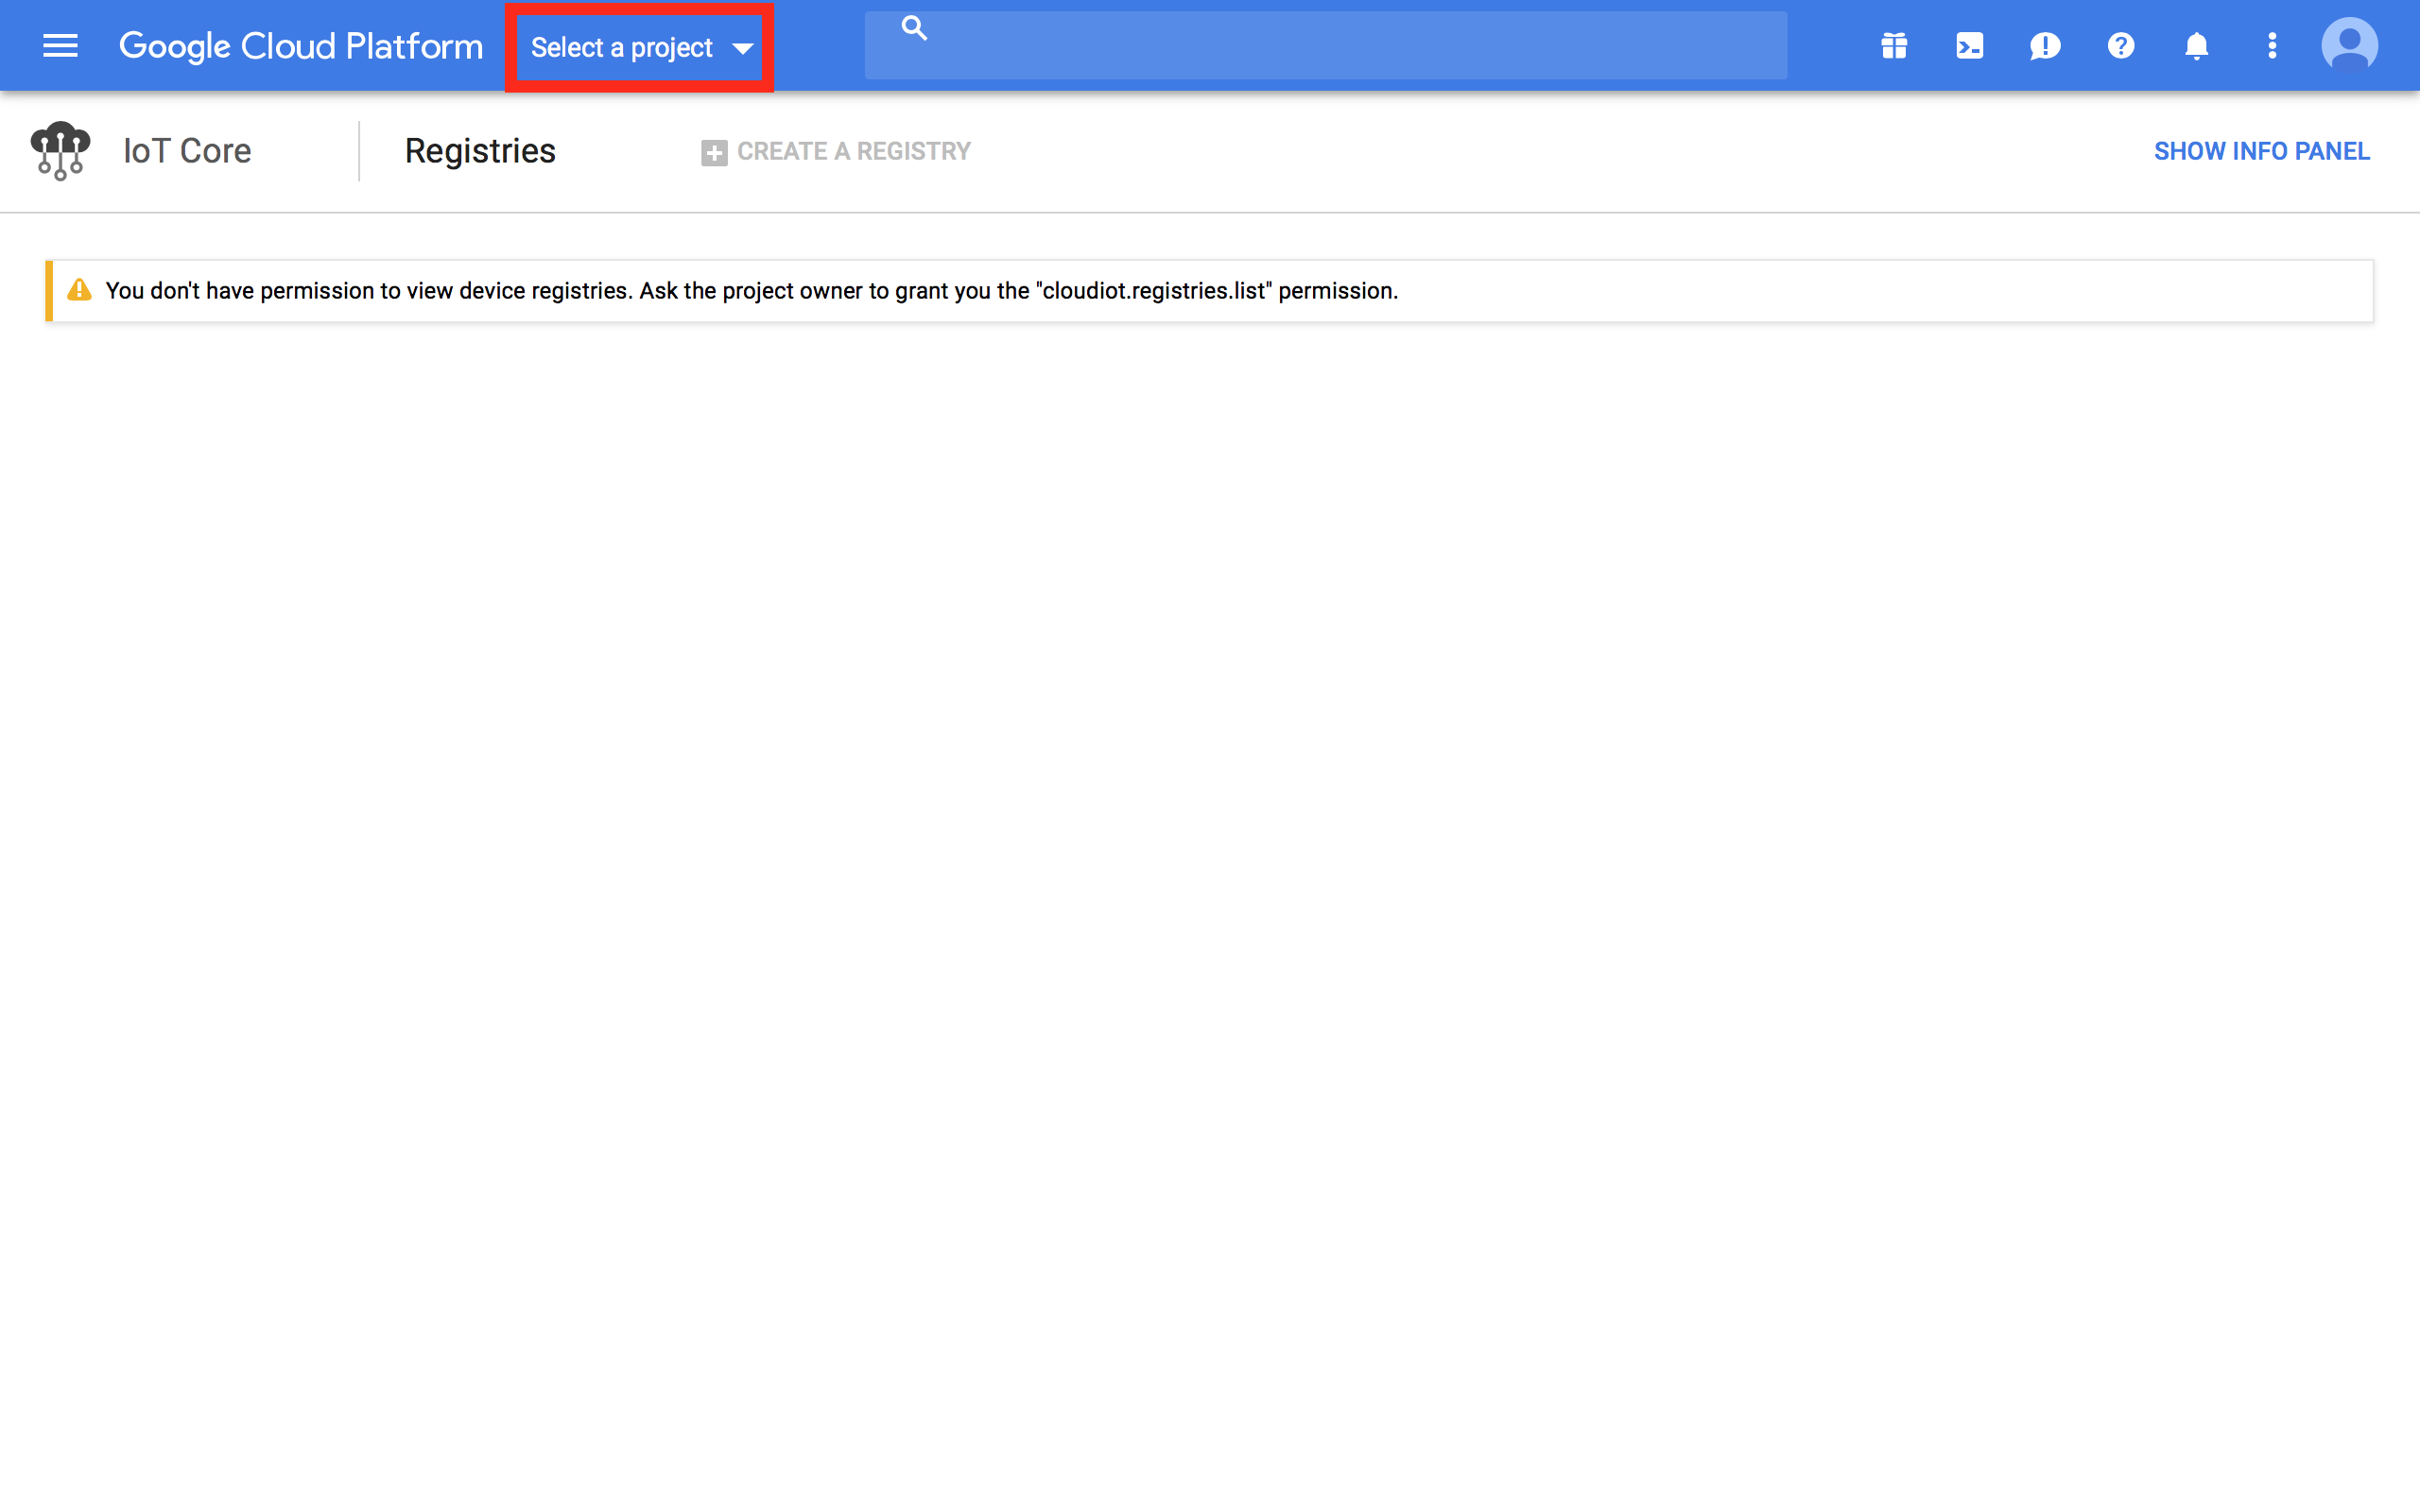 Google Cloud Platform
Select a project
IoT Core
Registries
CREATE A REGISTRY
SHOW INFO PANEL
You don't have permission to view device registries. Ask the project owner to grant you the "cloudiot.registries.list" permission.